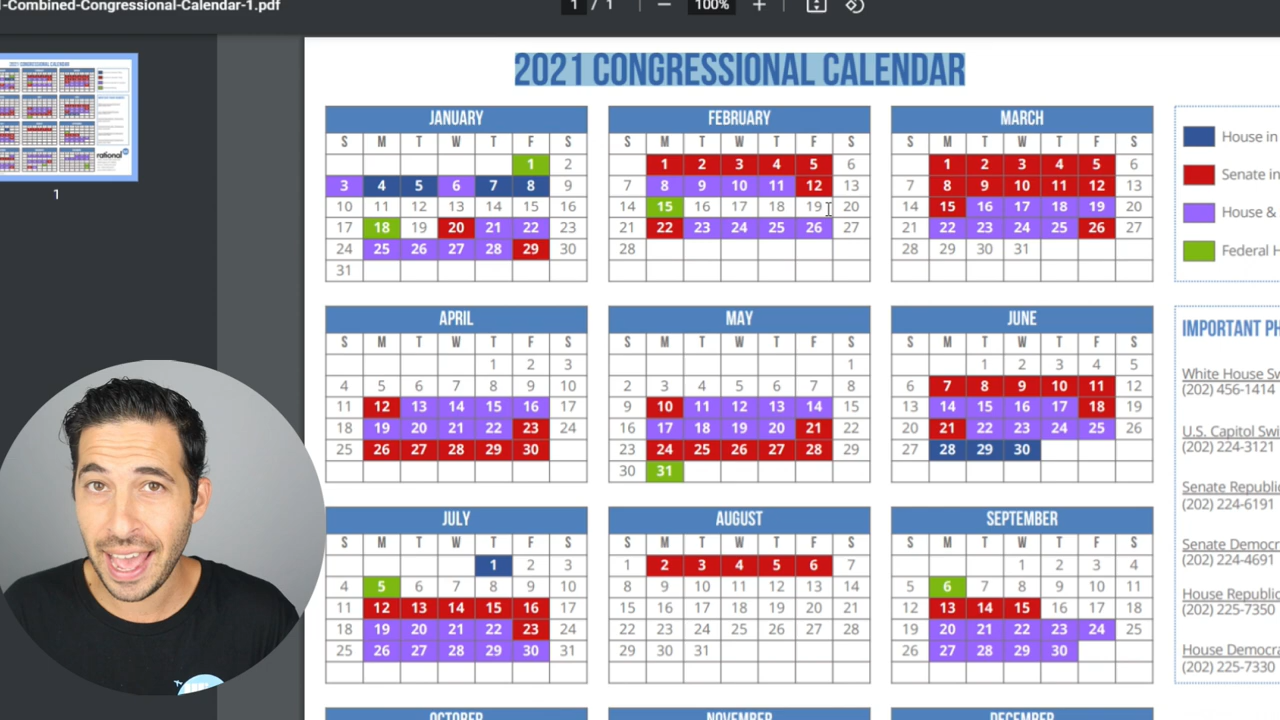 l-Combined-Congressional-Calendar-1.pdf
1 / 1
100%
1
2021 CONGRESSIONAL CALENDAR
JANUARY
S M T W T F S
1 2
3 4 5 6 7 8 9
10 11 12 13 14 15 16
17 18 19 20 21 22 23
24 25 26 27 28 29 30
31
FEBRUARY
S M T W T F S
1 2 3 4 5 6
7 8 9 10 11 12 13
14 15 16 17 18 19 20
21 22 23 24 25 26 27
28
MARCH
S M T W T F S
1 2 3 4 5 6
7 8 9 10 11 12 13
14 15 16 17 18 19 20
21 22 23 24 25 26 27
28 29 30 31
House in
Senate in
House &
Federal H
APRIL
S M T W T F S
1 2 3
4 5 6 7 8 9 10
11 12 13 14 15 16 17
18 19 20 21 22 23 24
25 26 27 28 29 30
MAY
S M T W T F S
1
2 3 4 5 6 7 8
9 10 11 12 13 14 15
16 17 18 19 20 21 22
23 24 25 26 27 28 29
30 31
JUNE
S M T W T F S
1 2 3 4 5
6 7 8 9 10 11 12
13 14 15 16 17 18 19
20 21 22 23 24 25 26
27 28 29 30
IMPORTANT PH
White House Sw
(202) 456-1414
U.S. Capitol Swi
(202) 224-3121
Senate Republic
(202) 224-6191
Senate Democr
(202) 224-4691
House Republic
(202) 225-7350
House Democra
(202) 225-7330
JULY
S M T W T F S
1 2 3
4 5 6 7 8 9 10
11 12 13 14 15 16 17
18 19 20 21 22 23 24
25 26 27 28 29 30 31
AUGUST
S M T W T F S
1 2 3 4 5 6 7
8 9 10 11 12 13 14
15 16 17 18 19 20 21
22 23 24 25 26 27 28
29 30 31
SEPTEMBER
S M T W T F S
1 2 3 4
5 6 7 8 9 10 11
12 13 14 15 16 17 18
19 20 21 22 23 24 25
26 27 28 29 30
OCTOBER
NOVEMBER
DECEMBER